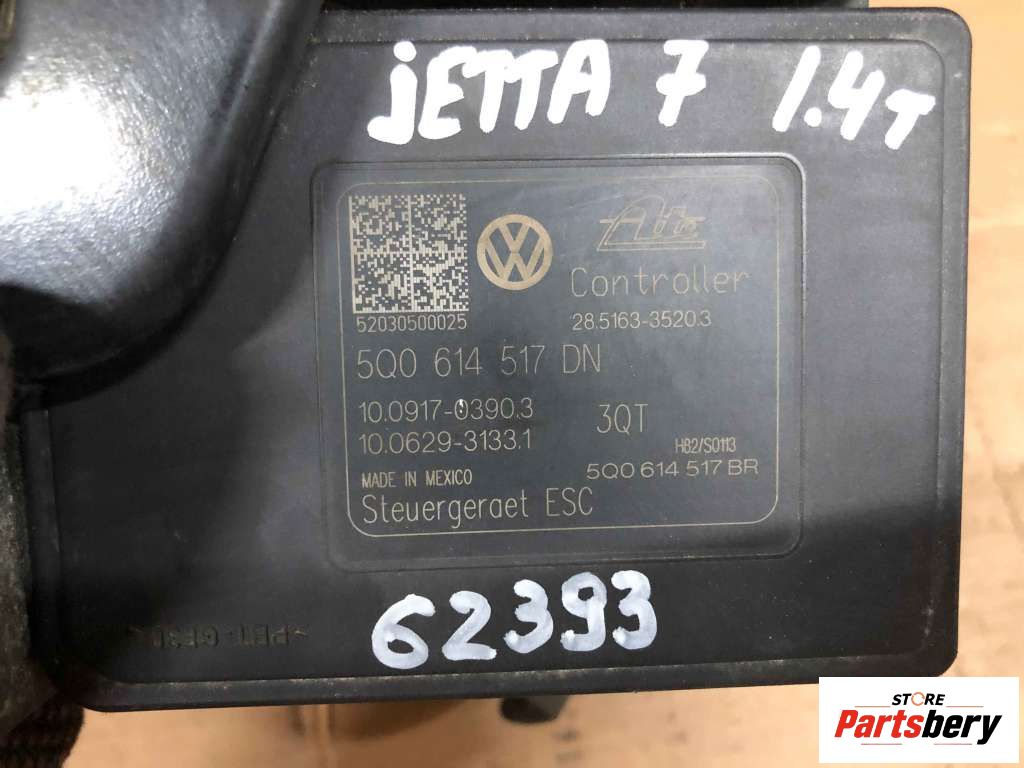 jETTA 7 1.4T
Ate
Controller
52030500025
28.5163-3520.3
5Q0 614 517 DN
10.0917-0390.3
3QT
10.0629-3133.1
H62/S0113
MADE IN MEXICO
5Q0 614 517 BR
Steuergeraet ESC
62393
STORE
Partsbery